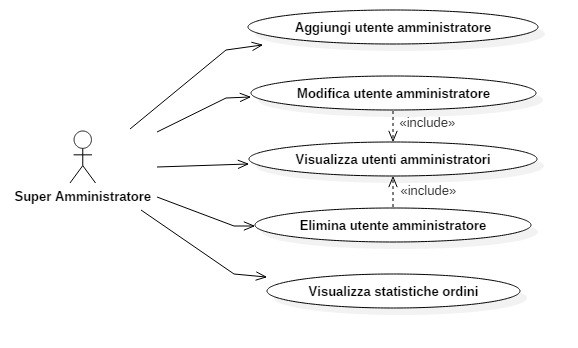 Aggiungi utente amministratore
Modifica utente amministratore
«include»
Visualizza utenti amministratori
«include»
Super Amministratore
Elimina utente amministratore
Visualizza statistiche ordini